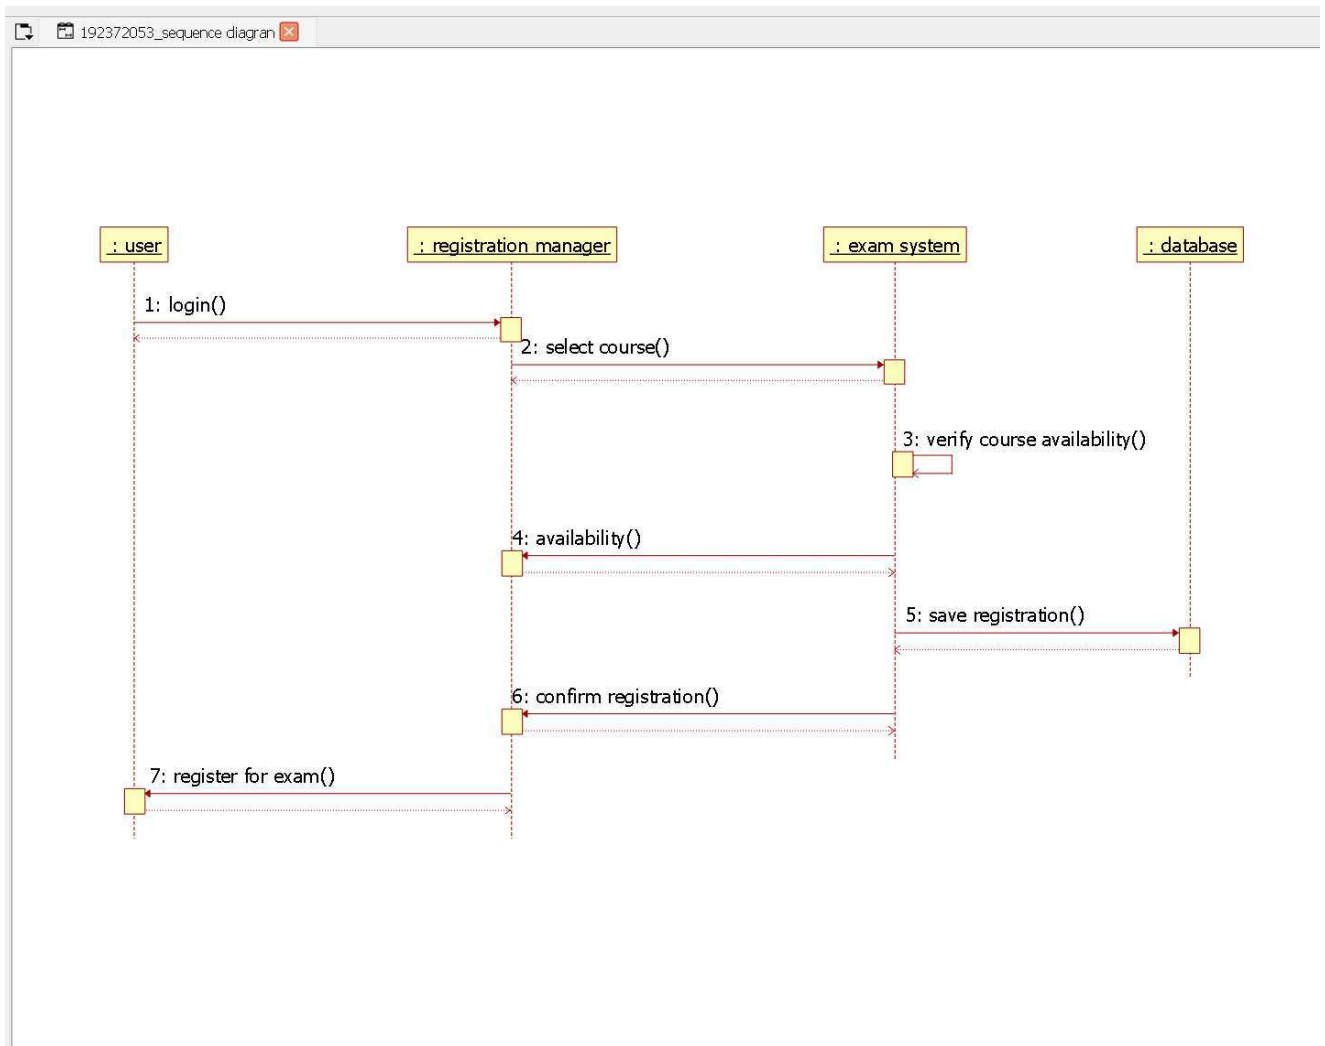 192372053_sequence diagran
: user
: registration manager
: exam system
: database
1: login()
2: select course()
3: verify course availability()
4: availability()
5: save registration()
6: confirm registration()
7: register for exam()